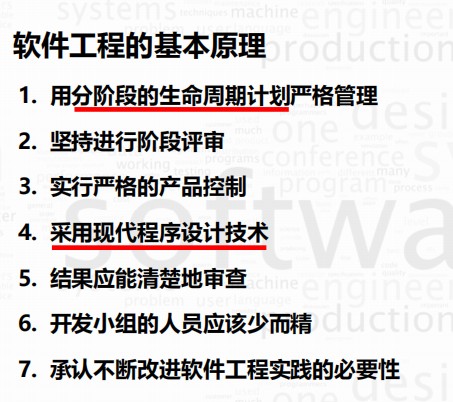 软件工程的基本原理
1. 用分阶段的生命周期计划严格管理
2. 坚持进行阶段评审
3. 实行严格的产品控制
4. 采用现代程序设计技术
5. 结果应能清楚地审查
6. 开发小组的人员应该少而精
7. 承认不断改进软件工程实践的必要性